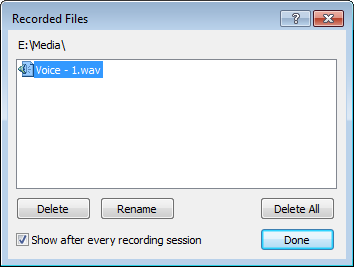 Recorded Files
E:\Media\
Voice - 1.wav
Delete
Rename
Delete All
Show after every recording session
Done